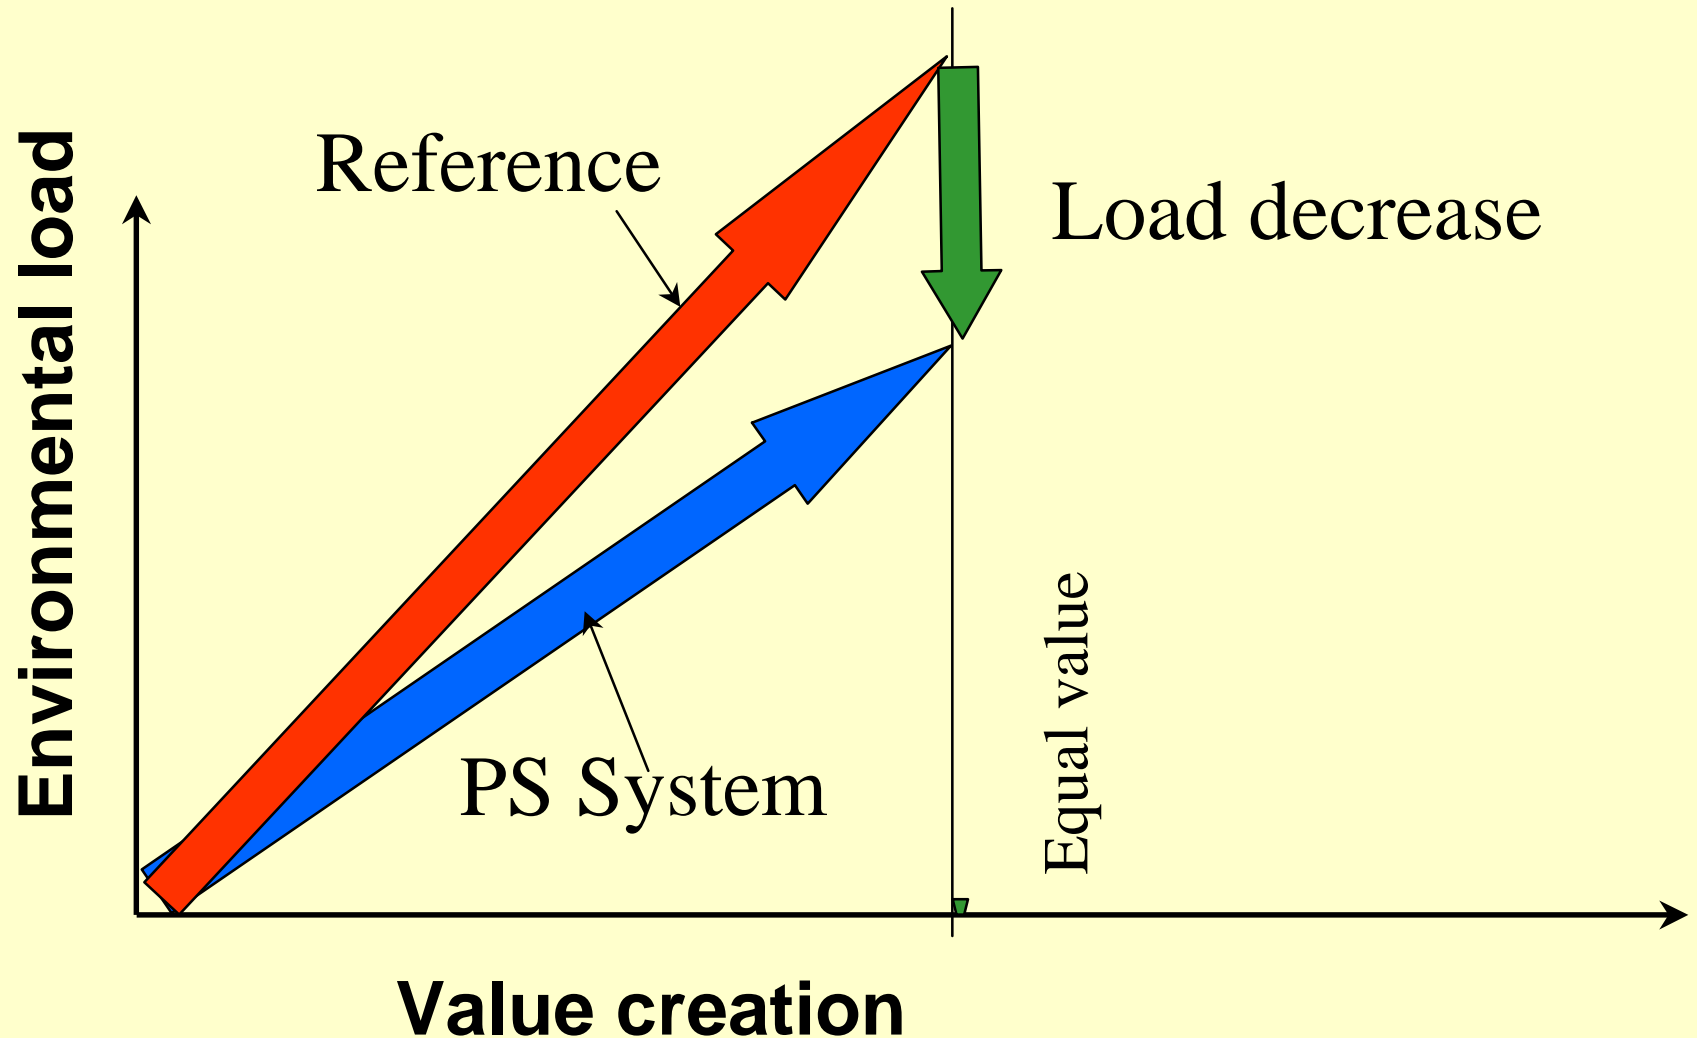 Reference
Load decrease
Environmental load
PS System
Equal value
Value creation